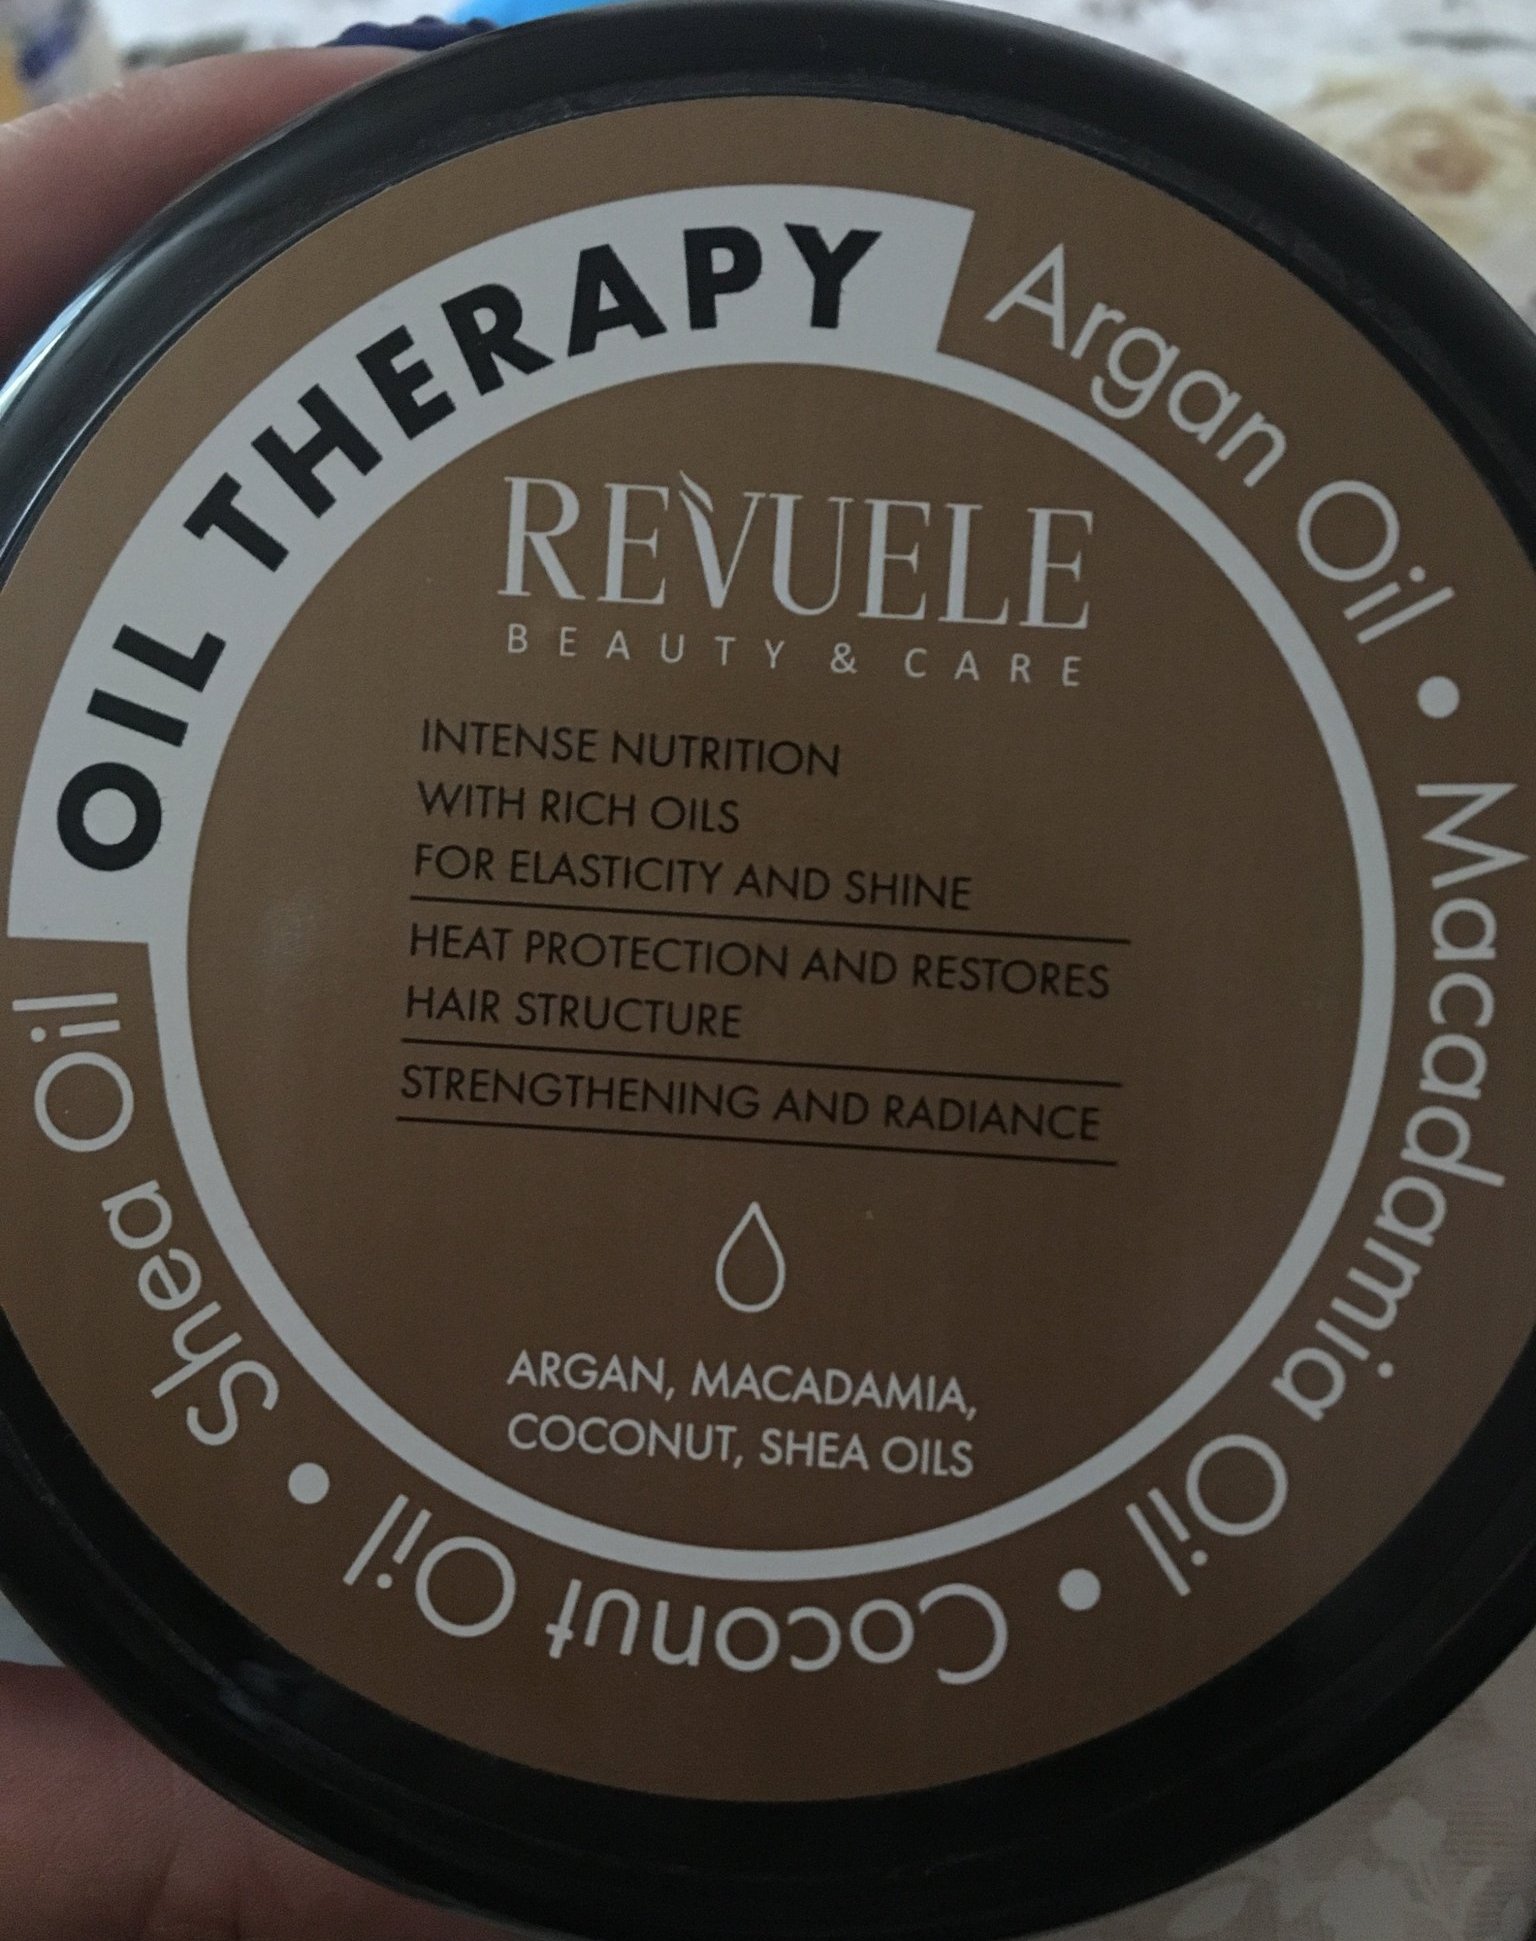 OIL THERAPY
Argan Oil • Macadamia Oil • Coconut Oil • Shea Oil
REVUELE
BEAUTY & CARE
INTENSE NUTRITION
WITH RICH OILS
FOR ELASTICITY AND SHINE
HEAT PROTECTION AND RESTORES
HAIR STRUCTURE
STRENGTHENING AND RADIANCE
ARGAN, MACADAMIA,
COCONUT, SHEA OILS